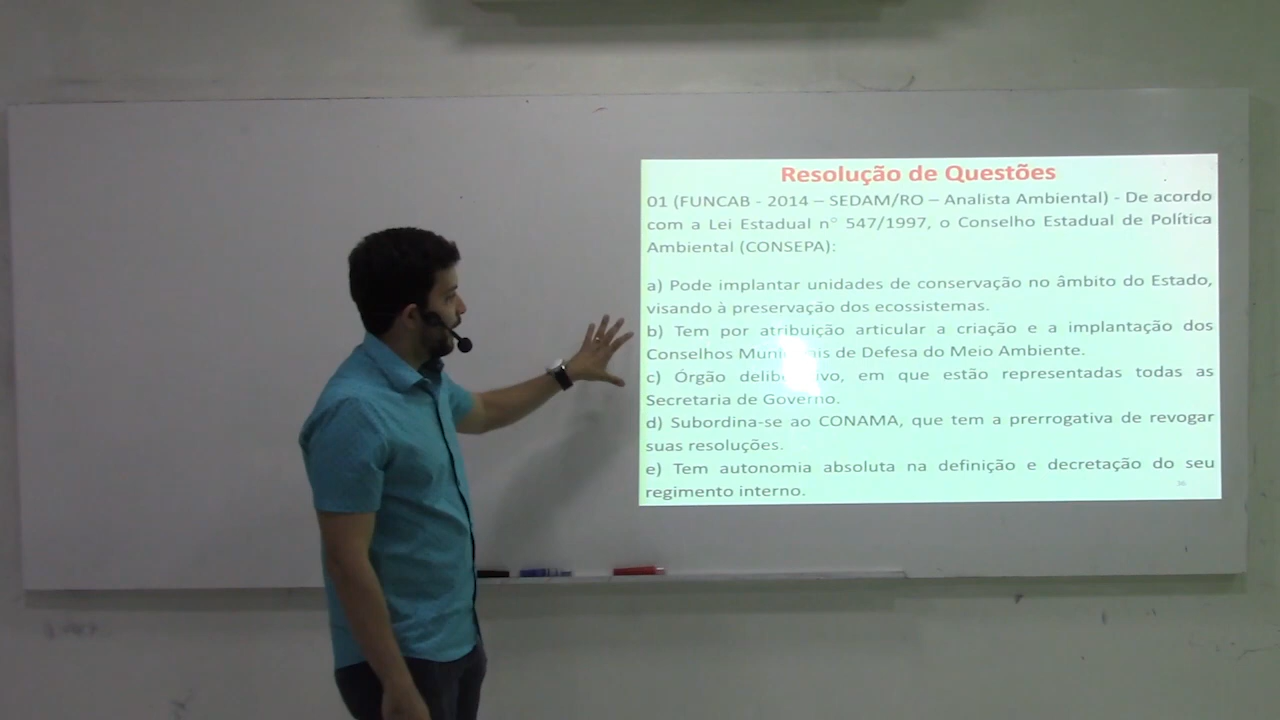 Resolução de Questões
01 (FUNCAB - 2014 – SEDAM/RO – Analista Ambiental) - De acordo
com a Lei Estadual n° 547/1997, o Conselho Estadual de Política
Ambiental (CONSEPA):
a) Pode implantar unidades de conservação no âmbito do Estado,
visando à preservação dos ecossistemas.
b) Tem por atribuição articular a criação e a implantação dos
Conselhos Municipais de Defesa do Meio Ambiente.
c) Órgão deliberativo, em que estão representadas todas as
Secretaria de Governo.
d) Subordina-se ao CONAMA, que tem a prerrogativa de revogar
suas resoluções.
e) Tem autonomia absoluta na definição e decretação do seu
regimento interno.
36